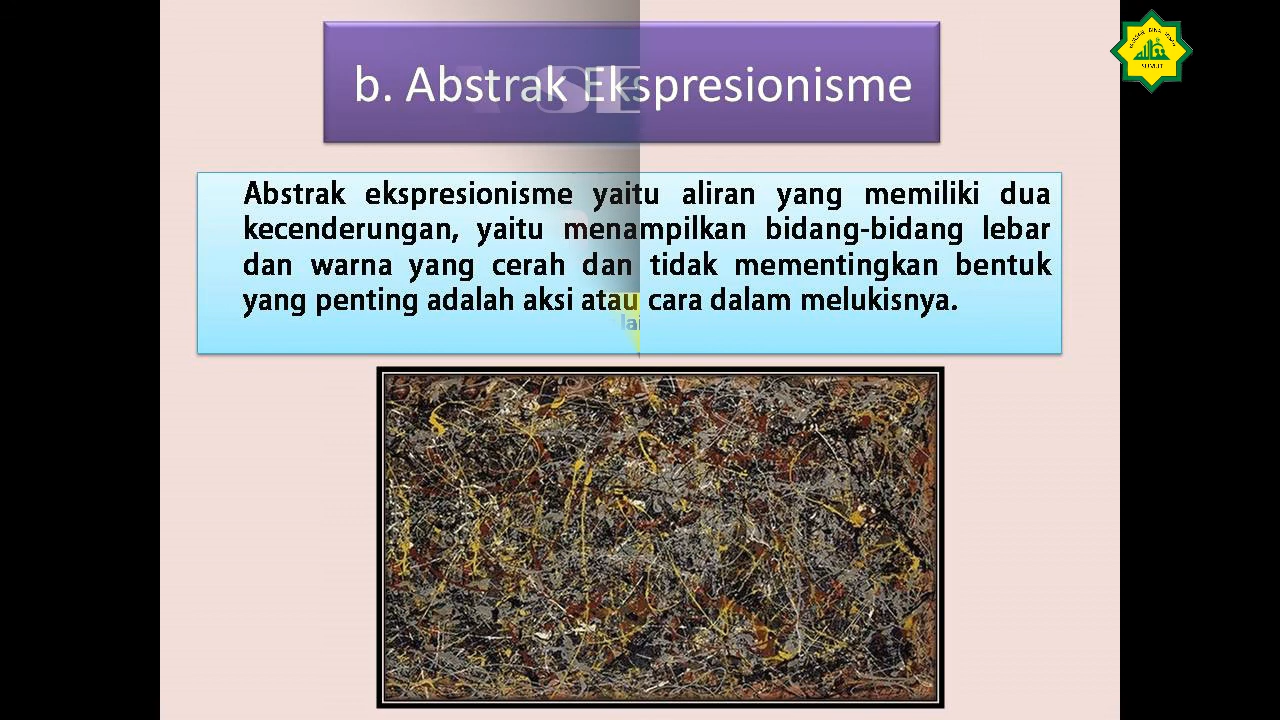 b. Abstrak Ekspresionisme
Abstrak ekspresionisme yaitu aliran yang memiliki dua
kecenderungan, yaitu menampilkan bidang-bidang lebar
dan warna yang cerah dan tidak mementingkan bentuk
yang penting adalah aksi atau cara dalam melukisnya.